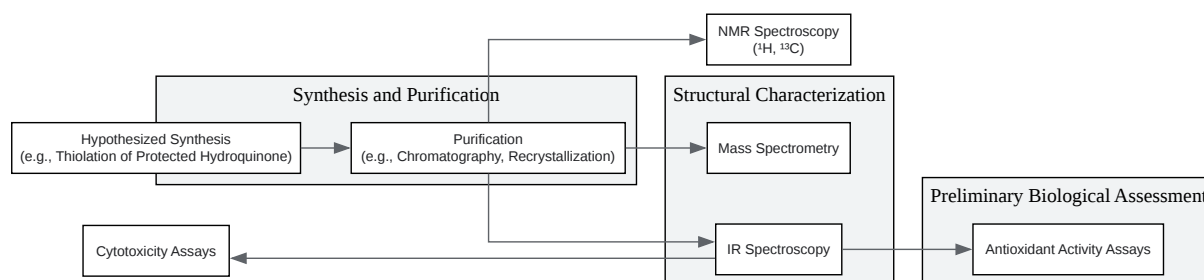 NMR Spectroscopy
(¹H, ¹³C)
Synthesis and Purification
Structural Characterization
Hypothesized Synthesis
(e.g., Thiolation of Protected Hydroquinone)
Purification
(e.g., Chromatography, Recrystallization)
Mass Spectrometry
Preliminary Biological Assessment
Cytotoxicity Assays
IR Spectroscopy
Antioxidant Activity Assays